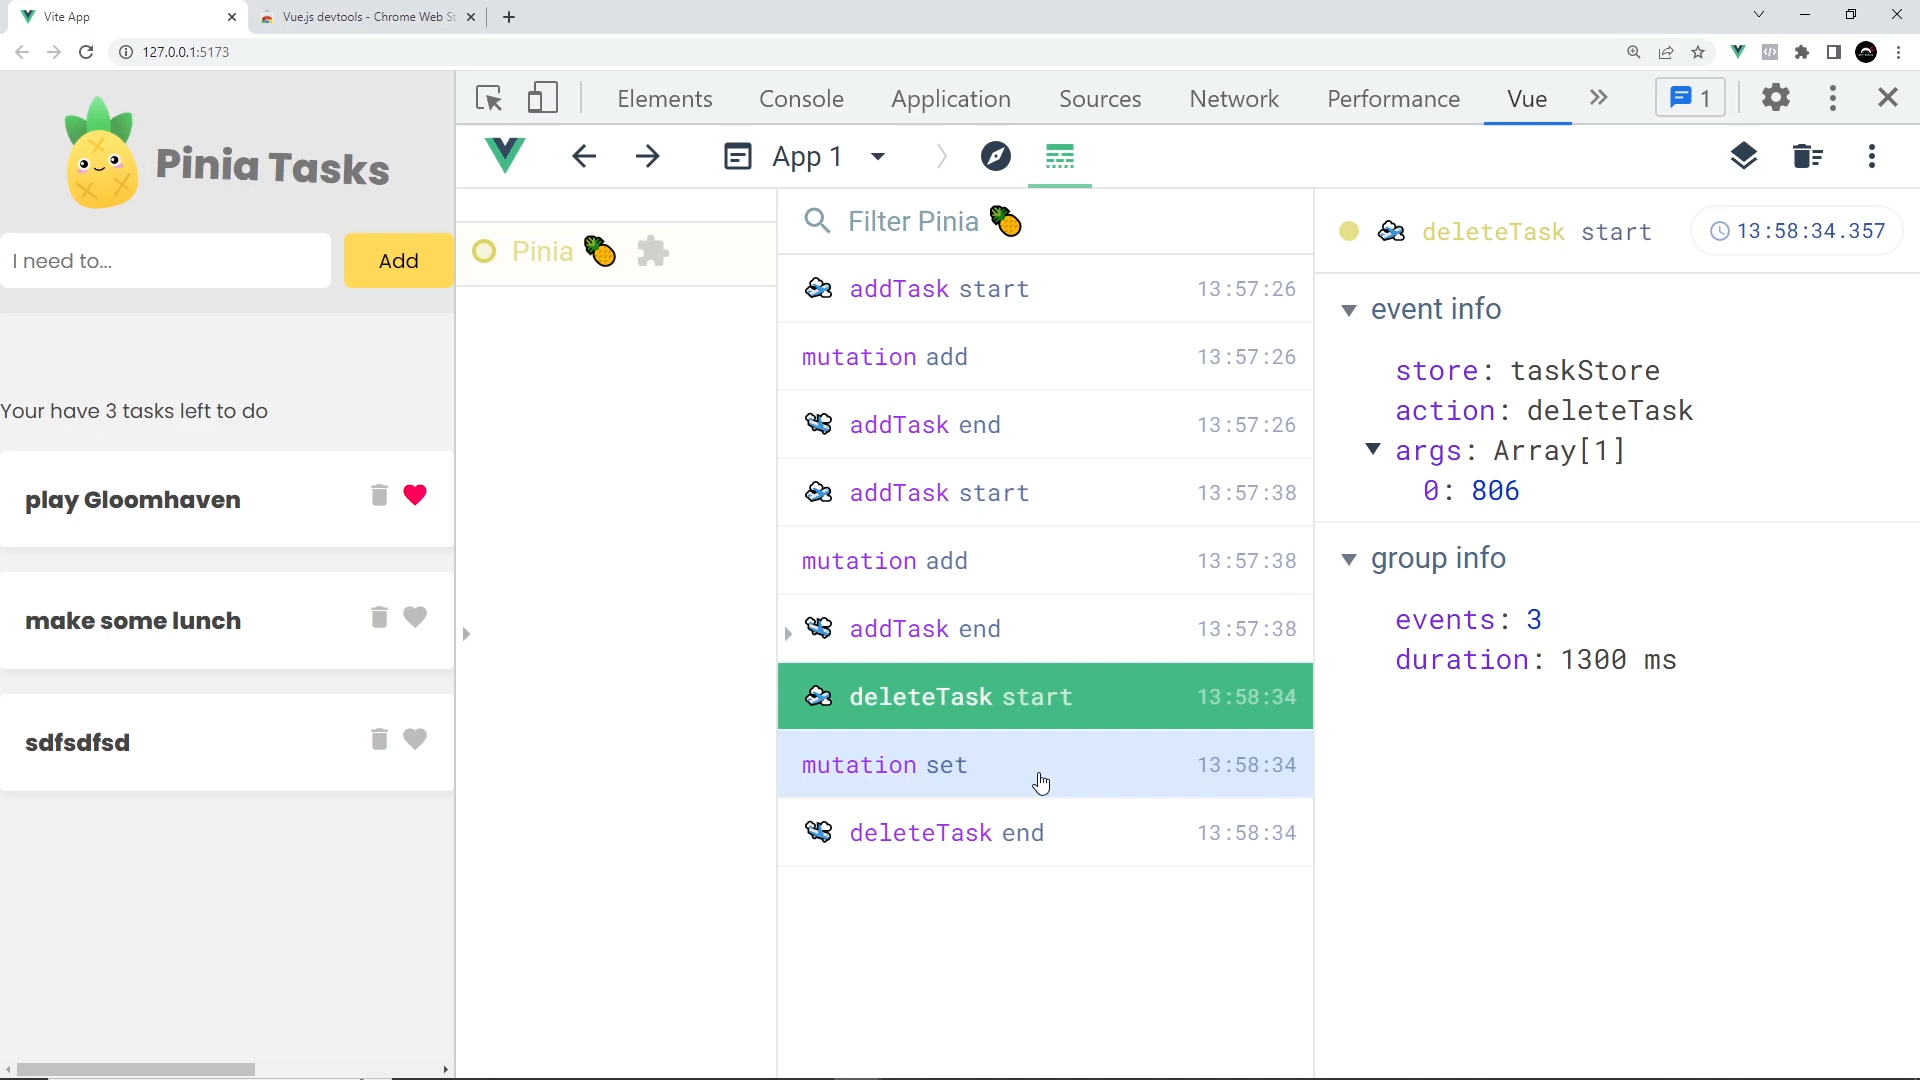 Vite App
Vue.js devtools - Chrome Web St
127.0.0.1:5173
Pinia Tasks
I need to...
Add
Your have 3 tasks left to do
play Gloomhaven
make some lunch
sdfsdfsd
Elements Console Application Sources Network Performance Vue 1
App 1
Pinia
Filter Pinia
addTask start 13:57:26
mutation add 13:57:26
addTask end 13:57:26
addTask start 13:57:38
mutation add 13:57:38
addTask end 13:57:38
deleteTask start 13:58:34
mutation set 13:58:34
deleteTask end 13:58:34
deleteTask start 13:58:34.357
event info
store: taskStore
action: deleteTask
args: Array[1]
0: 806
group info
events: 3
duration: 1300 ms